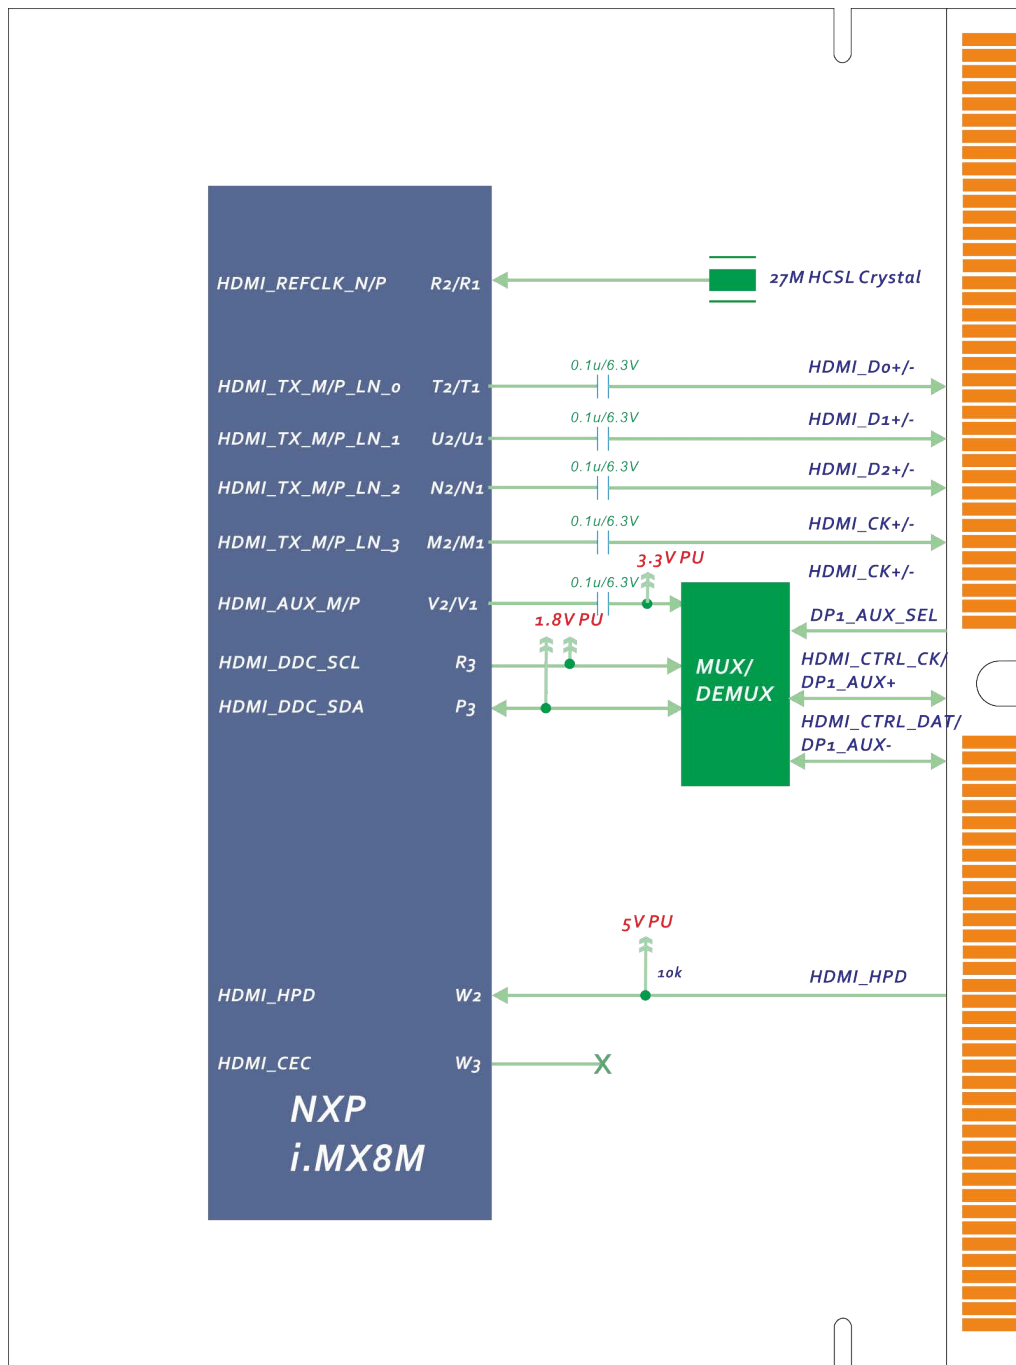 HDMI_REFCLK_N/P R2/R1 27M HCSL Crystal
0.1u/6.3V HDMI_D0+/-
HDMI_TX_M/P_LN_0 T2/T1
0.1u/6.3V HDMI_D1+/-
HDMI_TX_M/P_LN_1 U2/U1
0.1u/6.3V HDMI_D2+/-
HDMI_TX_M/P_LN_2 N2/N1
0.1u/6.3V HDMI_CK+/-
HDMI_TX_M/P_LN_3 M2/M1
3.3V PU
0.1u/6.3V HDMI_CK+/-
HDMI_AUX_M/P V2/V1
1.8V PU DP1_AUX_SEL
HDMI_DDC_SCL R3
MUX/
DEMUX
HDMI_CTRL_CK/
DP1_AUX+
HDMI_DDC_SDA P3
HDMI_CTRL_DAT/
DP1_AUX-
5V PU
10k HDMI_HPD
HDMI_HPD W2
HDMI_CEC W3 X
NXP
i.MX8M